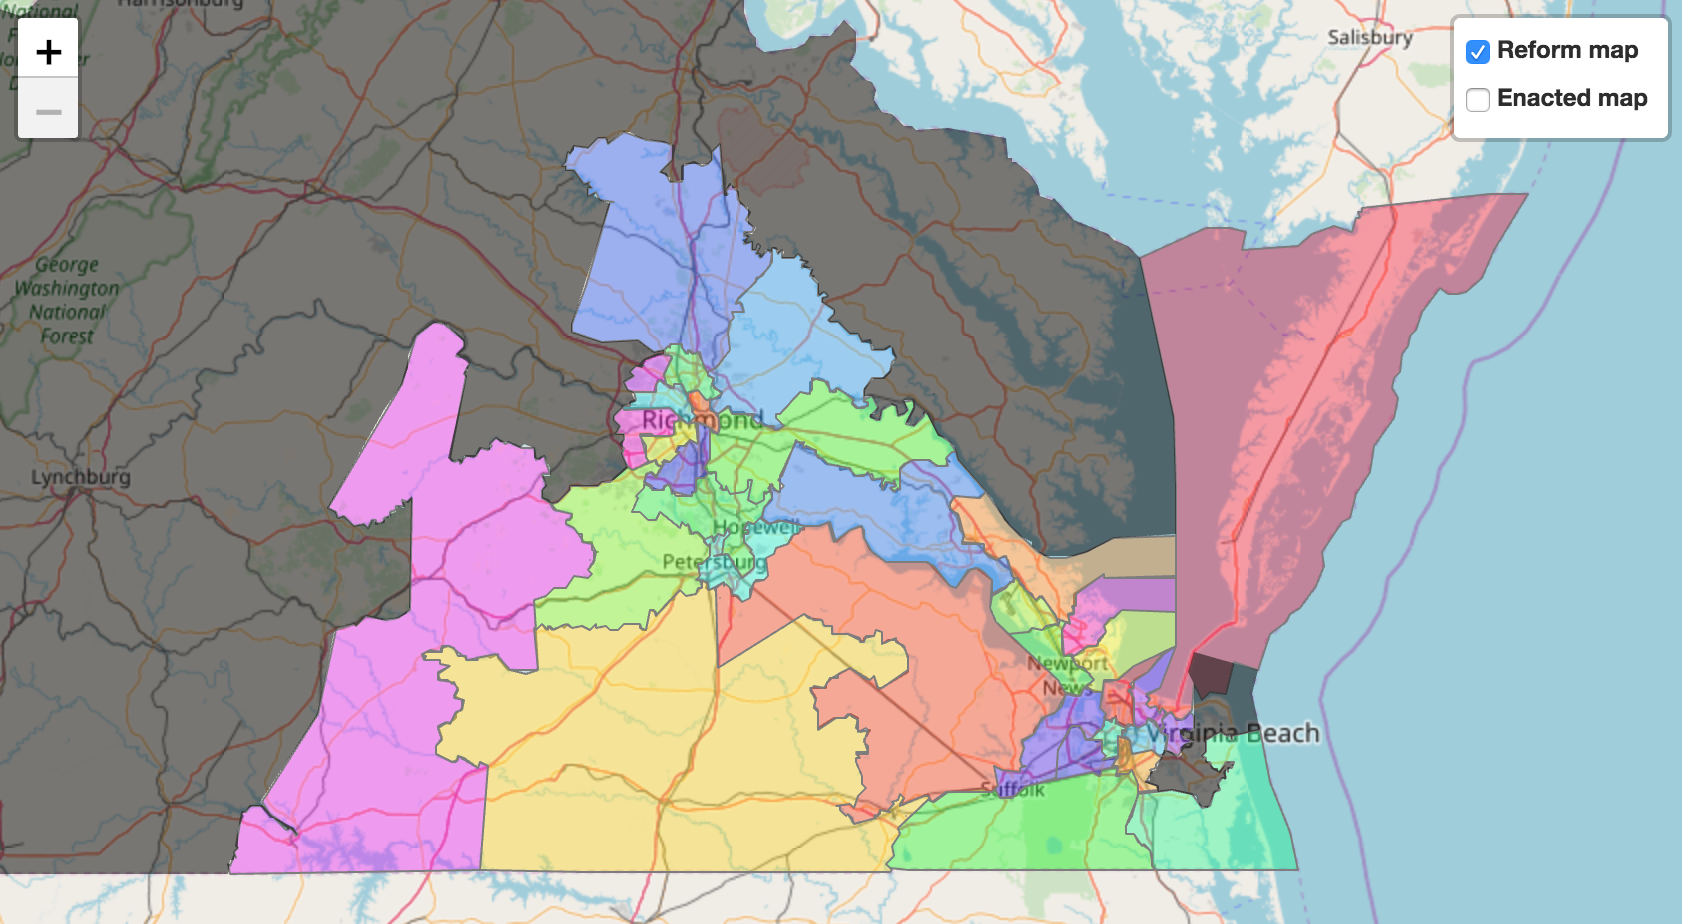 Harrisonburg
National
+
−
Salisbury
Reform map
Enacted map
George
Washington
National
Forest
Lynchburg
Richmond
Hopewell
Petersburg
Newport
News
Virginia Beach
Suffolk